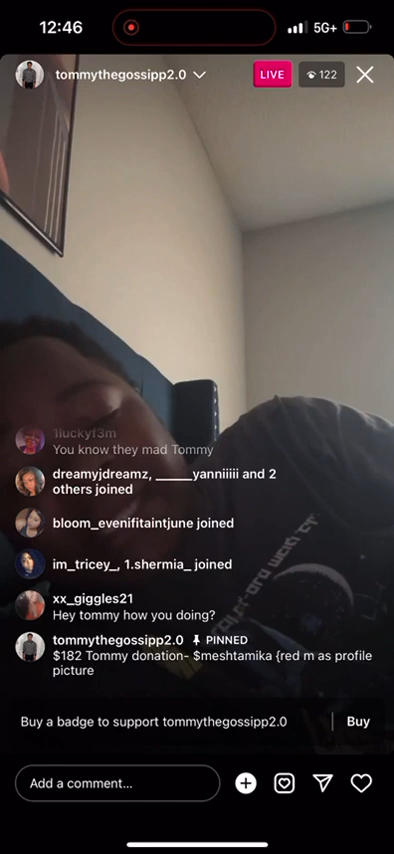 12:46
5G+
tommythegossipp2.0
LIVE
122
1luckyf3m
You know they mad Tommy
dreamyjdreamz, ______yanniiiii and 2
others joined
bloom_evenifitaintjune joined
im_tricey_, 1.shermia_ joined
xx_giggles21
Hey tommy how you doing?
tommythegossipp2.0 PINNED
$182 Tommy donation- $meshtamika {red m as profile
picture
Buy a badge to support tommythegossipp2.0
Buy
Add a comment...